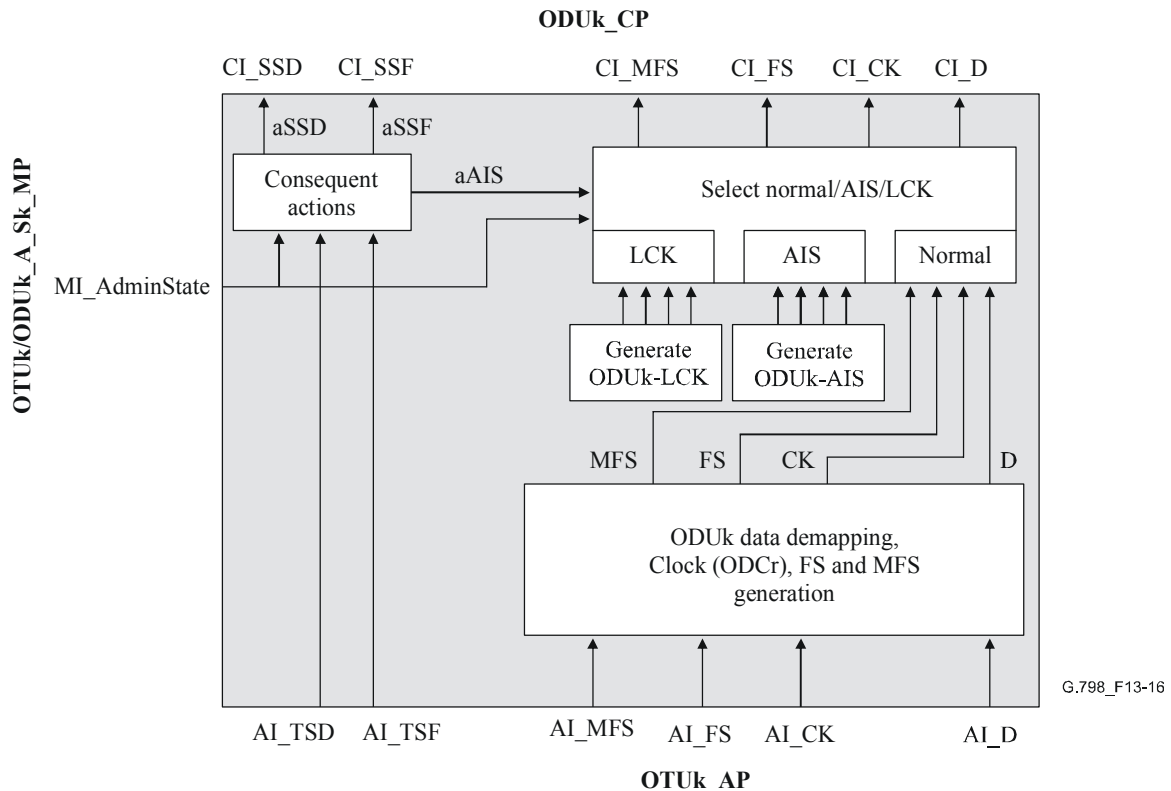 ODUk_CP
CI_SSD
CI_SSF
CI_MFS
CI_FS
CI_CK
CI_D
aSSD
aSSF
Consequent
actions
aAIS
Select normal/AIS/LCK
LCK
AIS
Normal
OTUk/ODUk_A_Sk_MP
MI_AdminState
Generate
ODUk-LCK
Generate
ODUk-AIS
MFS
FS
CK
D
ODUk data demapping,
Clock (ODCr), FS and MFS
generation
G.798_F13-16
AI_TSD
AI_TSF
AI_MFS
AI_FS
AI_CK
AI_D
OTUk_AP